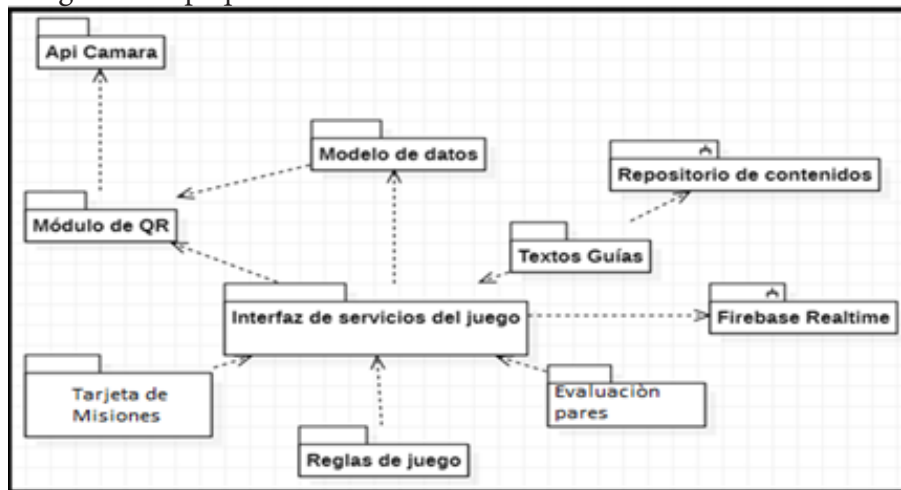 Api Camara
Modelo de datos
Repositorio de contenidos
Módulo de QR
Textos Guías
Interfaz de servicios del juego
Firebase Realtime
Tarjeta de
Misiones
Evaluaciòn
pares
Reglas de juego